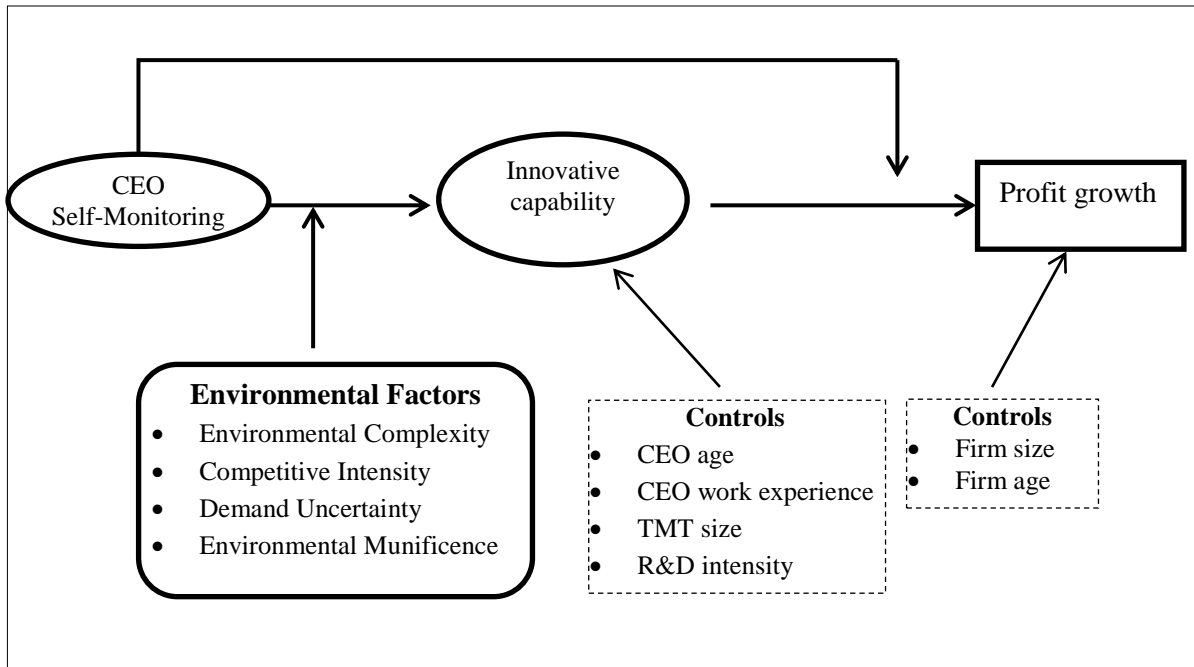 CEO
Self-Monitoring
Innovative
capability
Profit growth
Environmental Factors
• Environmental Complexity
• Competitive Intensity
• Demand Uncertainty
• Environmental Munificence
Controls
• CEO age
• CEO work experience
• TMT size
• R&D intensity
Controls
• Firm size
• Firm age